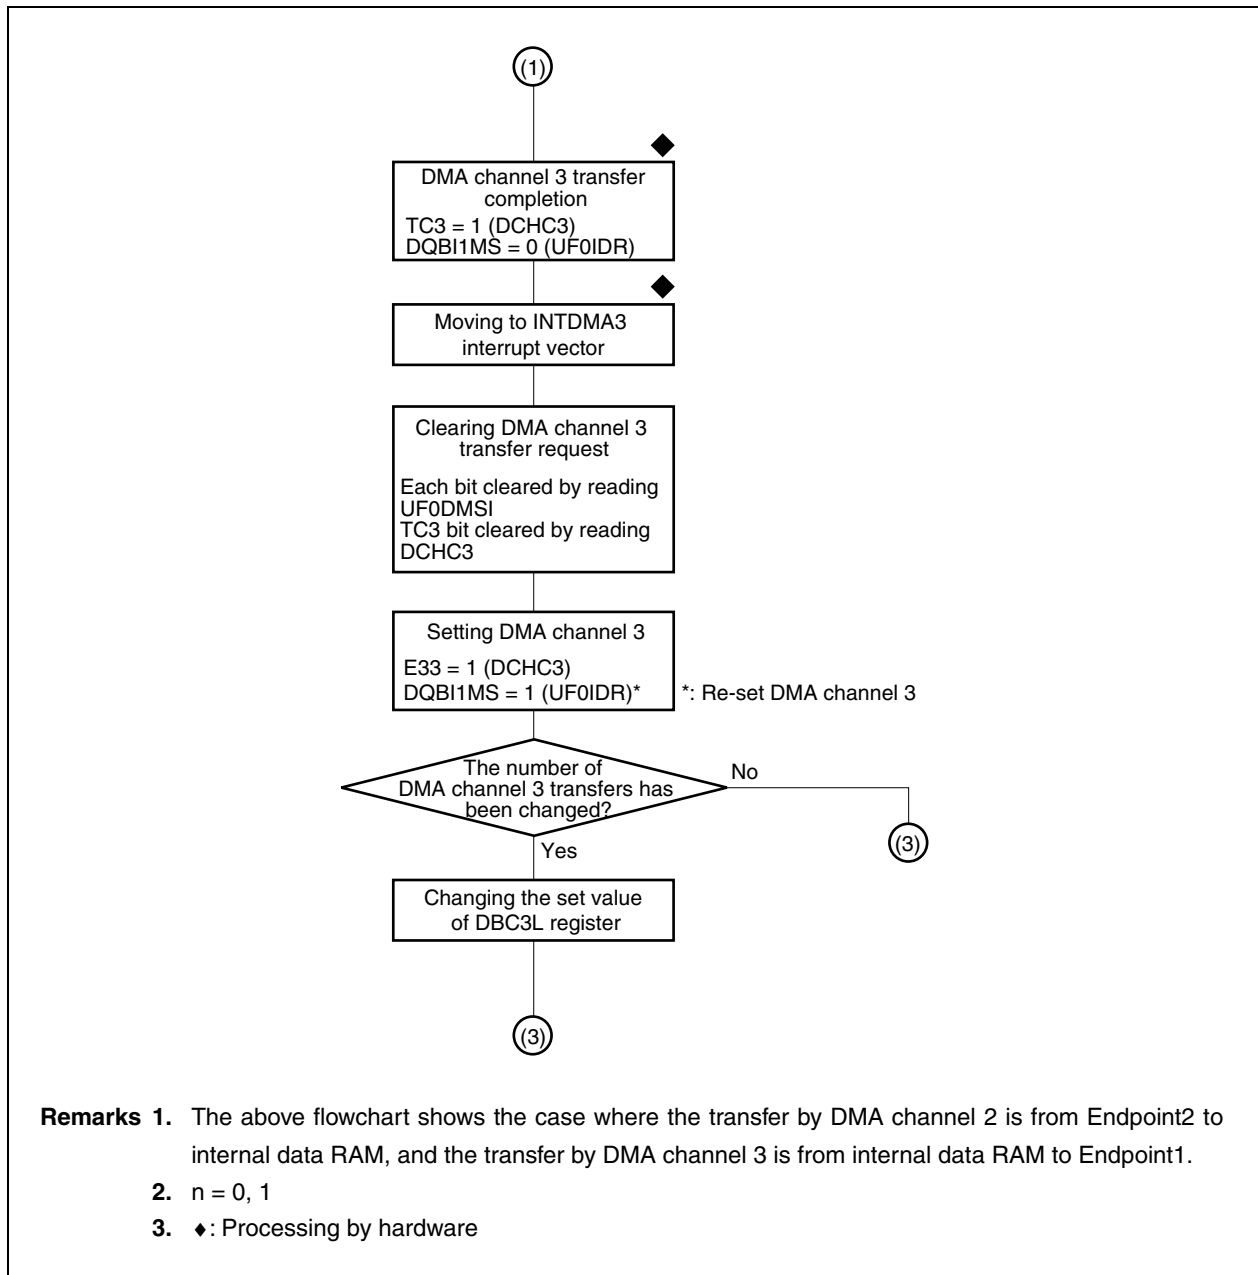 (1)
◆
DMA channel 3 transfer
completion
TC3 = 1 (DCHC3)
DQBI1MS = 0 (UF0IDR)
◆
Moving to INTDMA3
interrupt vector
Clearing DMA channel 3
transfer request
Each bit cleared by reading
UF0DMSI
TC3 bit cleared by reading
DCHC3
Setting DMA channel 3
E33 = 1 (DCHC3)
DQBI1MS = 1 (UF0IDR)* *: Re-set DMA channel 3
The number of
DMA channel 3 transfers has
been changed?
No
(3)
Yes
Changing the set value
of DBC3L register
(3)
Remarks 1. The above flowchart shows the case where the transfer by DMA channel 2 is from Endpoint2 to
internal data RAM, and the transfer by DMA channel 3 is from internal data RAM to Endpoint1.
2. n = 0, 1
3. ♦: Processing by hardware